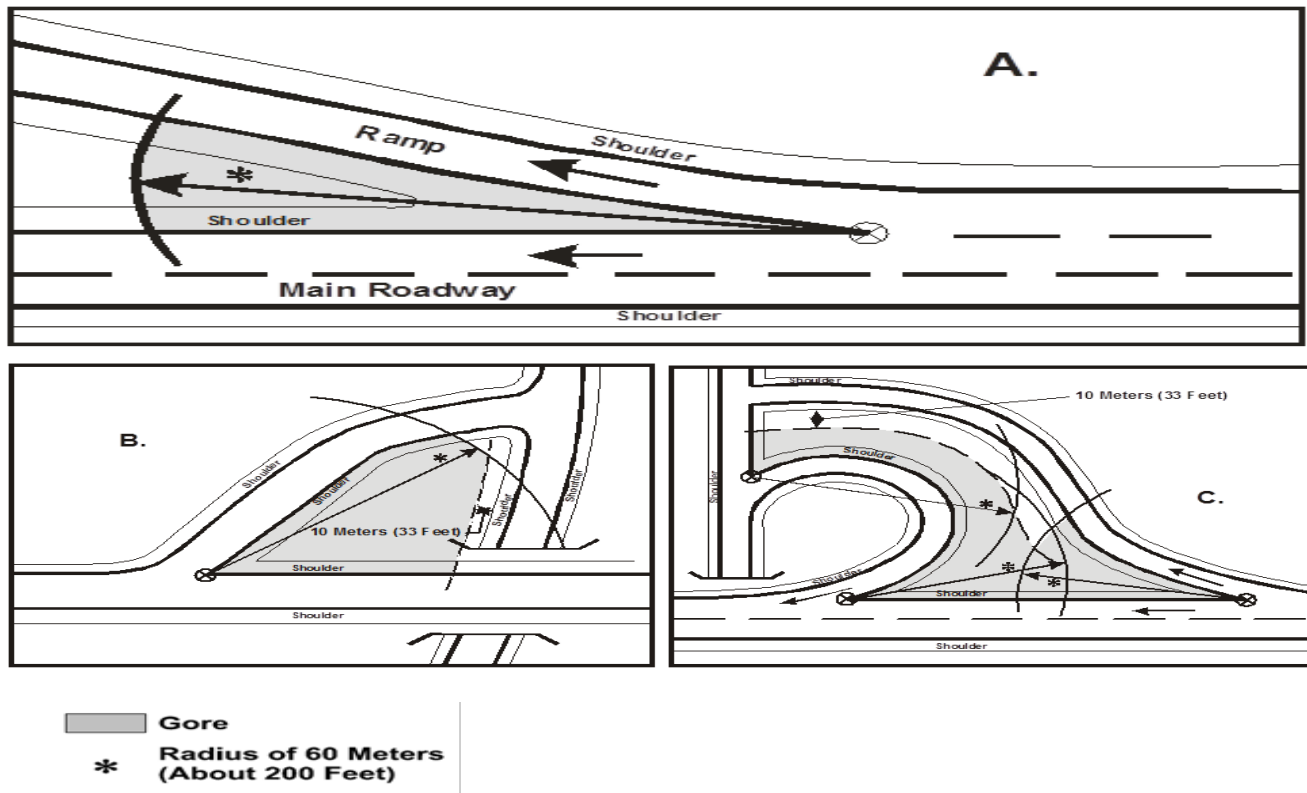 A.
Ramp
Shoulder
*
Shoulder
Main Roadway
Shoulder
B.
Shoulder
Shoulder
*
*
Shoulder
Shoulder
10 Meters (33 Feet)
Shoulder
Shoulder
Shoulder
10 Meters (33 Feet)
Shoulder
Shoulder
C.
*
*
*
Shoulder
Shoulder
Shoulder
Gore
* Radius of 60 Meters
(About 200 Feet)